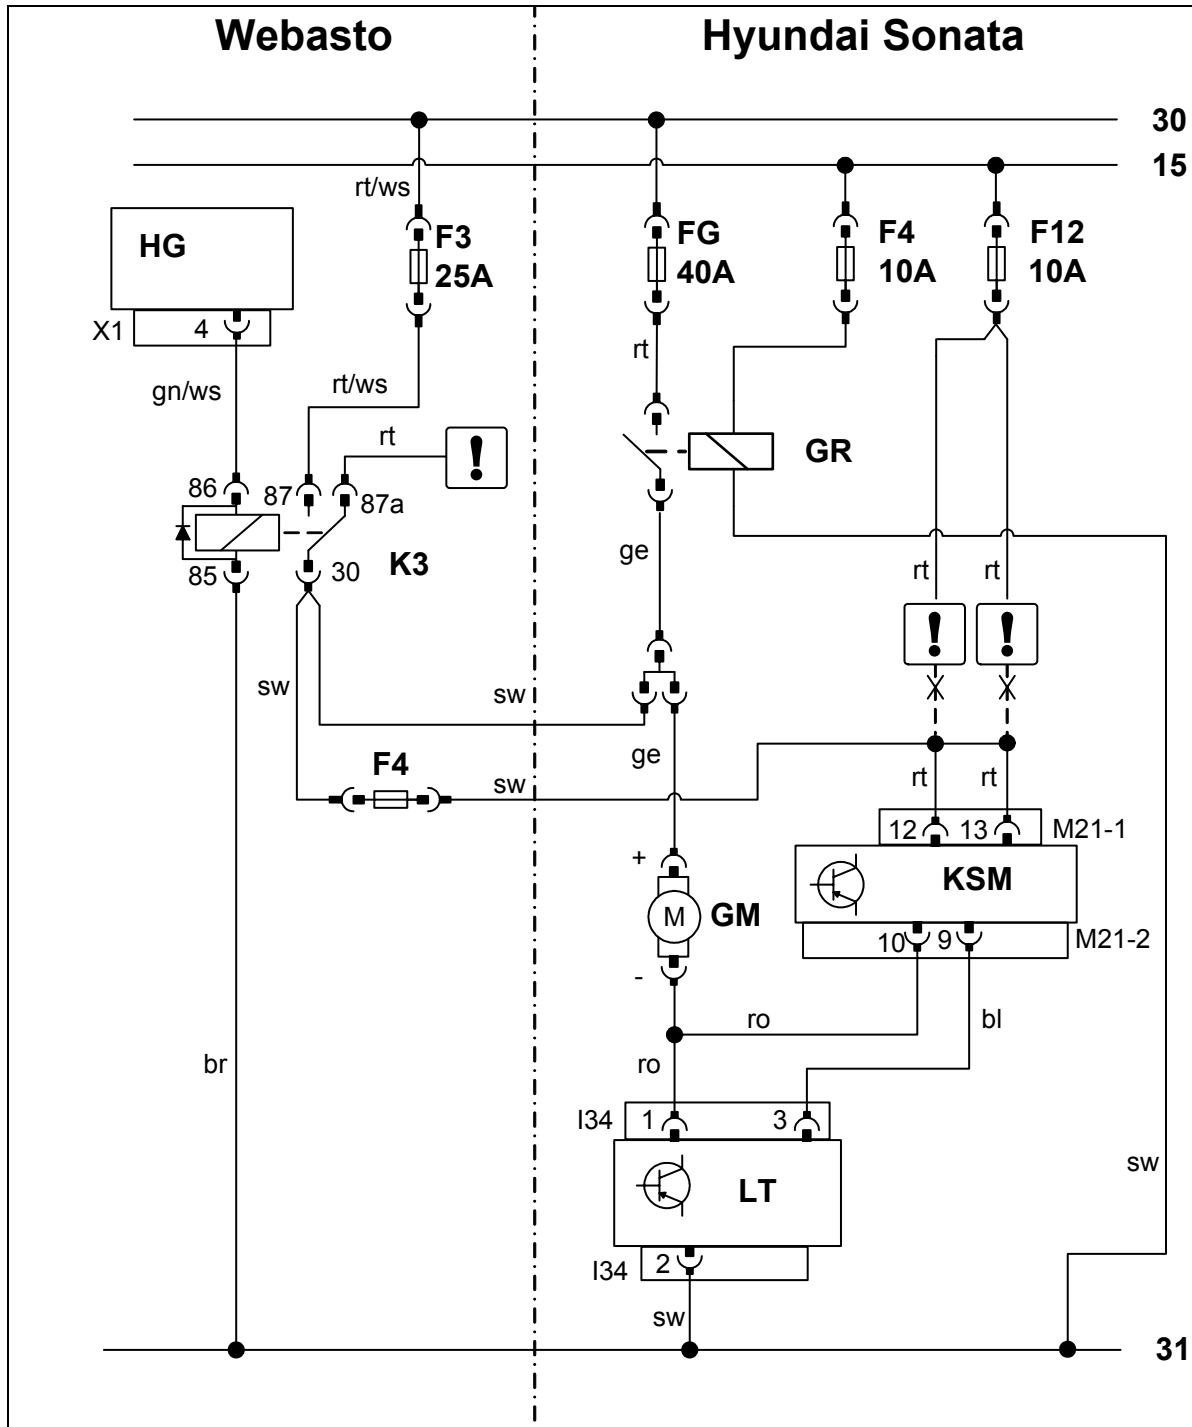 Webasto
Hyundai Sonata
30
15
rt/ws
HG
F3
25A
FG
40A
F4
10A
F12
10A
X1
4
gn/ws
rt/ws
rt
rt
!
GR
86
87
87a
85
30
K3
ge
rt
rt
!
!
sw
sw
ge
F4
sw
rt
rt
12
13
M21-1
+
KSM
M
GM
10
9
M21-2
-
ro
bl
br
ro
I34
1
3
LT
sw
I34
2
sw
31